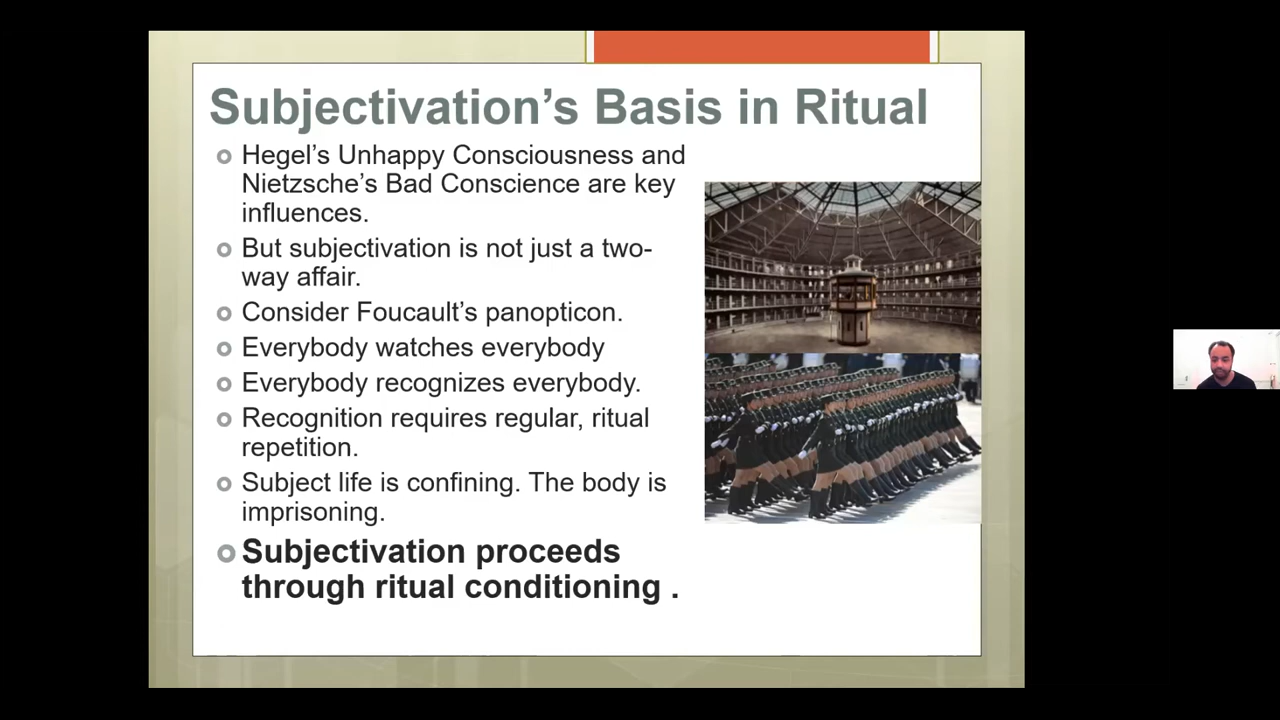 Subjectivation's Basis in Ritual
Hegel's Unhappy Consciousness and
Nietzsche's Bad Conscience are key
influences.
But subjectivation is not just a two-
way affair.
Consider Foucault's panopticon.
Everybody watches everybody
Everybody recognizes everybody.
Recognition requires regular, ritual
repetition.
Subject life is confining. The body is
imprisoning.
Subjectivation proceeds
through ritual conditioning .